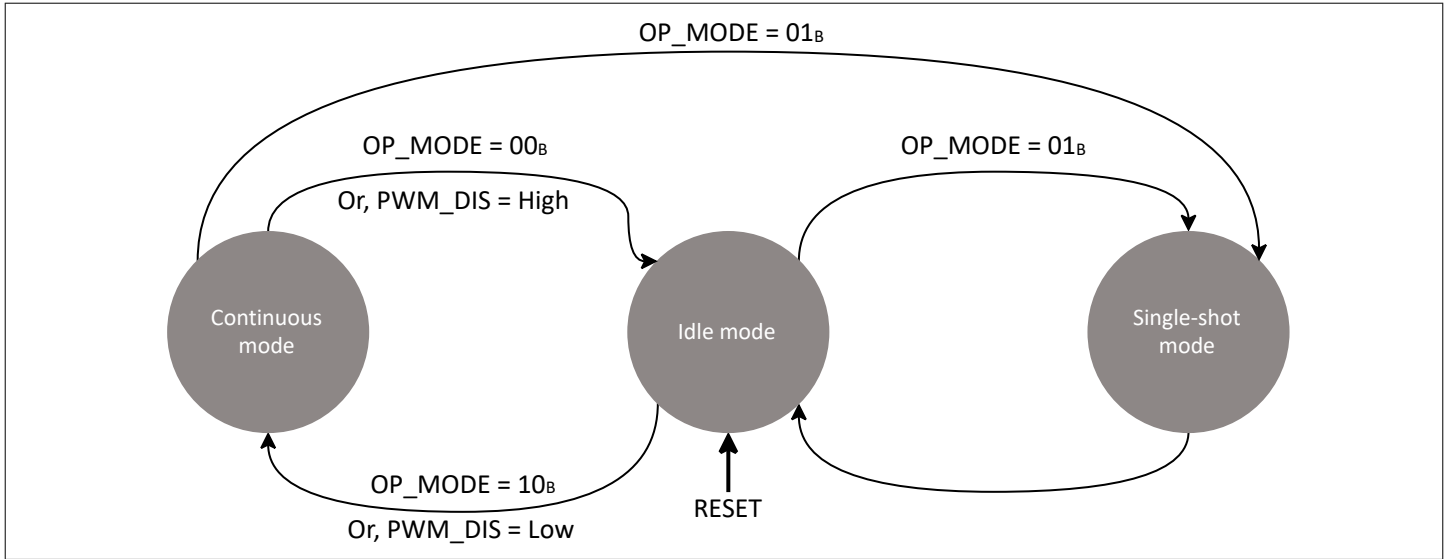 OP_MODE = 01B
OP_MODE = 00B
Or, PWM_DIS = High
OP_MODE = 01B
Continuous
mode
Idle mode
Single-shot
mode
OP_MODE = 10B
Or, PWM_DIS = Low
RESET